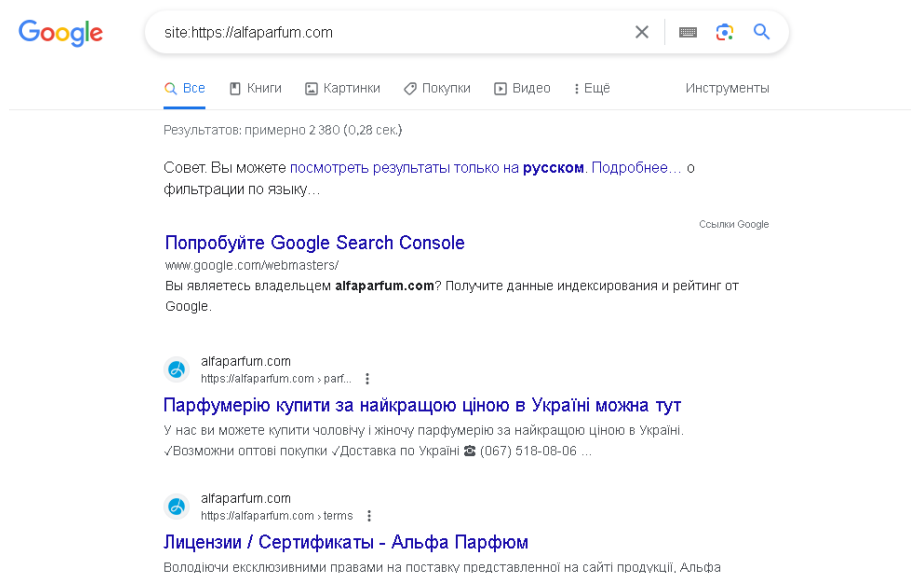 Google
site:https://alfaparfum.com
Все Книги Картинки Покупки Видео Ещё Инструменты
Результатов: примерно 2 380 (0,28 сек.)
Совет. Вы можете посмотреть результаты только на русском. Подробнее… о
фильтрации по языку…
Ссылки Google
Попробуйте Google Search Console
www.google.com/webmasters/
Вы являетесь владельцем alfaparfum.com? Получите данные индексирования и рейтинг от
Google.
alfaparfum.com
https://alfaparfum.com › parf...
Парфумерію купити за найкращою ціною в Україні можна тут
У нас ви можете купити чоловічу і жіночу парфумерію за найкращою ціною в Україні.
✓Возможни оптові покупки ✓Доставка по Україні ☎ (067) 518-08-06 ...
alfaparfum.com
https://alfaparfum.com › terms
Лицензии / Сертификаты - Альфа Парфюм
Володіючи ексклюзивними правами на поставку представленної на сайті продукції, Альфа